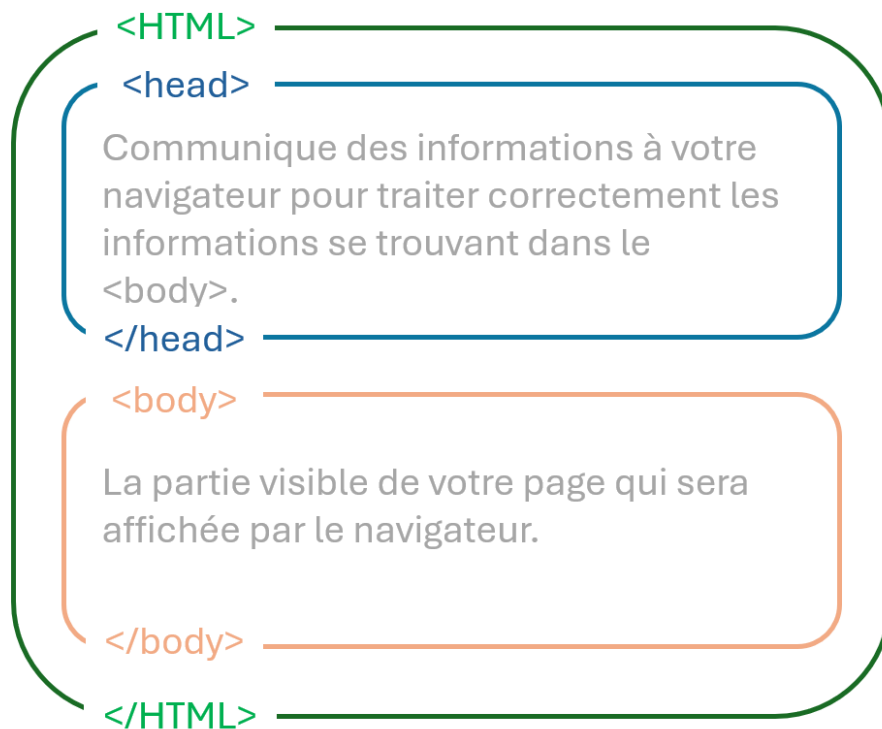 <HTML>
<head>
Communique des informations à votre
navigateur pour traiter correctement les
informations se trouvant dans le
<body>.
</head>
<body>
La partie visible de votre page qui sera
affichée par le navigateur.
</body>
</HTML>